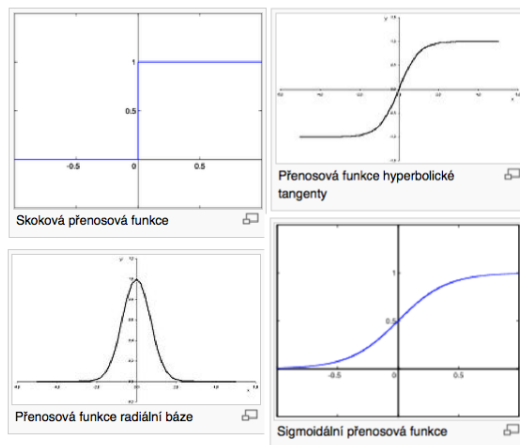 1
0.5
-0.5
0
0.5
Skoková přenosová funkce
y
x
Přenosová funkce hyperbolické
tangenty
y
x
Přenosová funkce radiální báze
1
0.5
-0.5
0
0.5
Sigmoidální přenosová funkce